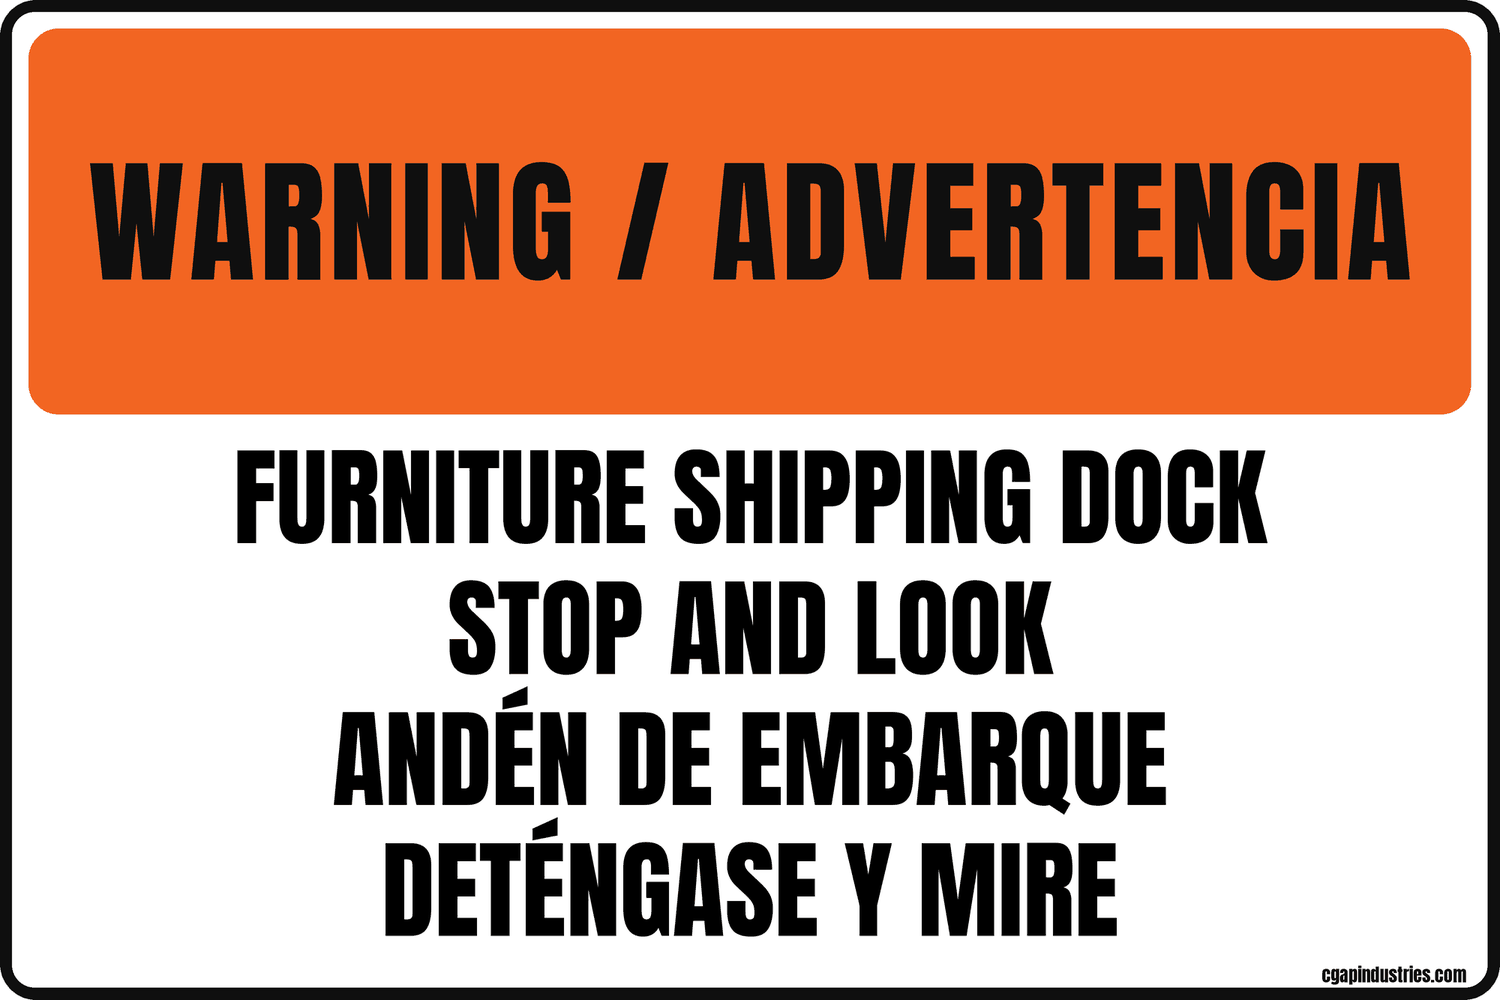 WARNING / ADVERTENCIA
FURNITURE SHIPPING DOCK
STOP AND LOOK
ANDÉN DE EMBARQUE
DETÉNGASE Y MIRE
cgapindustries.com